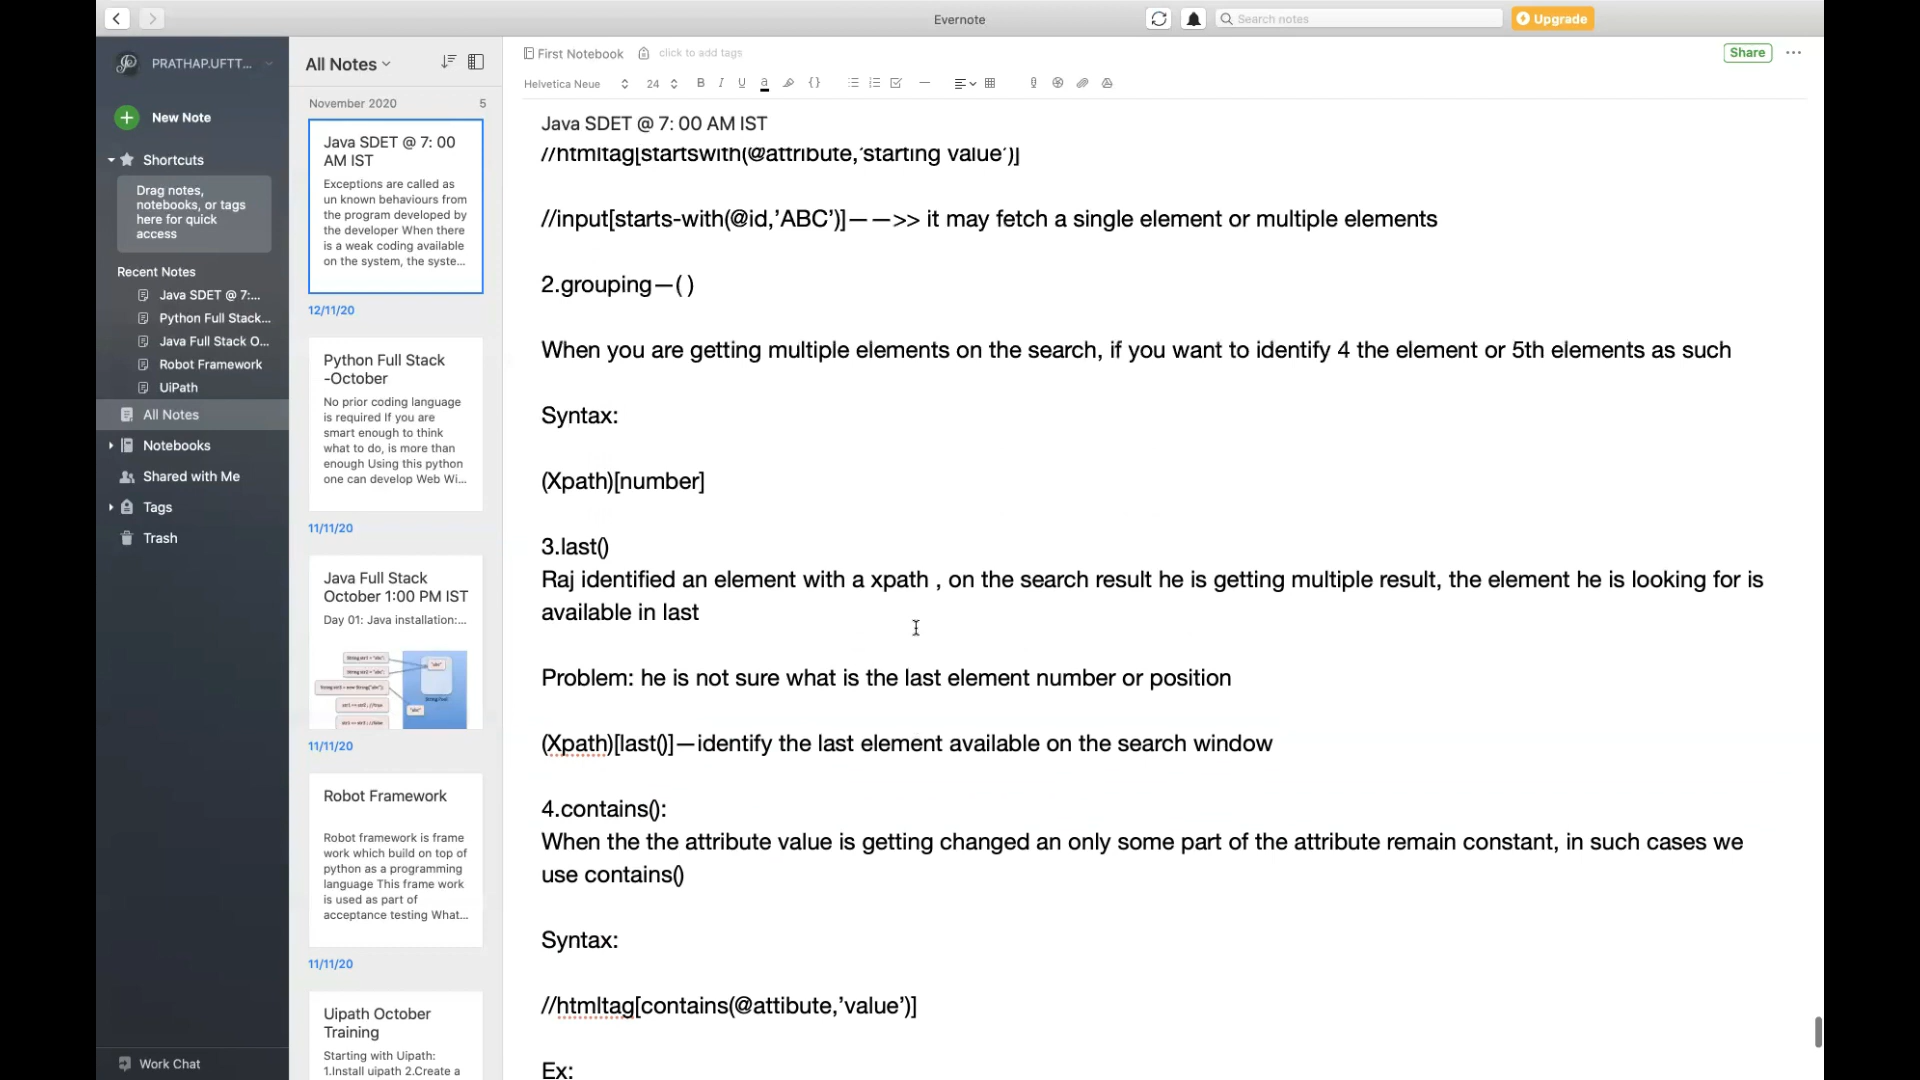 Evernote
Search notes
Upgrade
PRATHAP.UFTT...
New Note
Shortcuts
Drag notes,
notebooks, or tags
here for quick
access
Recent Notes
Java SDET @ 7:...
Python Full Stack...
Java Full Stack O...
Robot Framework
UiPath
All Notes
Notebooks
Shared with Me
Tags
Trash
Work Chat
All Notes
November 2020 5
Java SDET @ 7: 00
AM IST
Exceptions are called as
un known behaviours from
the program developed by
the developer When there
is a weak coding available
on the system, the syste...
12/11/20
Python Full Stack
-October
No prior coding language
is required If you are
smart enough to think
what to do, is more than
enough Using this python
one can develop Web Wi...
11/11/20
Java Full Stack
October 1:00 PM IST
Day 01: Java installation:...
11/11/20
Robot Framework
Robot framework is frame
work which build on top of
python as a programming
language This frame work
is used as part of
acceptance testing What...
11/11/20
Uipath October
Training
Starting with Uipath:
1.Install uipath 2.Create a
First Notebook click to add tags
Share
Helvetica Neue 24 B I U a {}
Java SDET @ 7: 00 AM IST
//htmltag[startswith(@attribute,’starting value’)]
//input[starts-with(@id,’ABC’)]——>> it may fetch a single element or multiple elements
2.grouping—( )
When you are getting multiple elements on the search, if you want to identify 4 the element or 5th elements as such
Syntax:
(Xpath)[number]
3.last()
Raj identified an element with a xpath , on the search result he is getting multiple result, the element he is looking for is
available in last
Problem: he is not sure what is the last element number or position
(Xpath)[last()]—identify the last element available on the search window
4.contains():
When the the attribute value is getting changed an only some part of the attribute remain constant, in such cases we
use contains()
Syntax:
//htmltag[contains(@attibute,’value’)]
Ex: